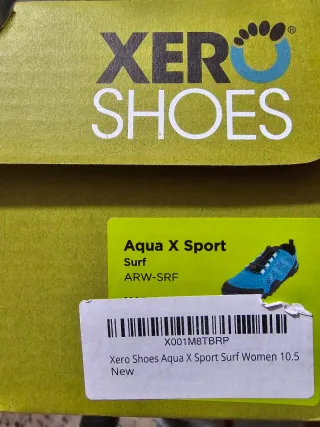 XERO®
SHOES
Aqua X Sport
Surf
ARW-SRF
X001M8TBRP
Xero Shoes Aqua X Sport Surf Women 10.5
New